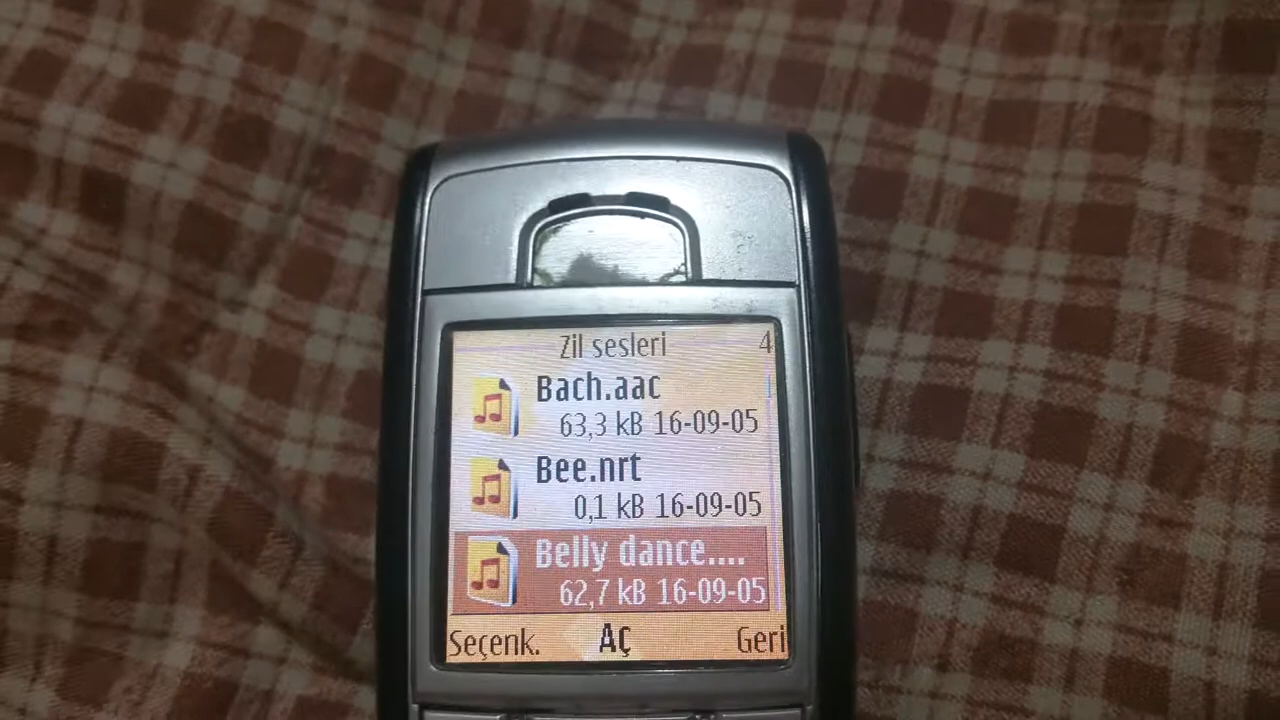 Zil sesleri 4
Bach.aac
63,3 kB 16-09-05
Bee.nrt
0,1 kB 16-09-05
Belly dance....
62,7 kB 16-09-05
Seçenk. AÇ Geri